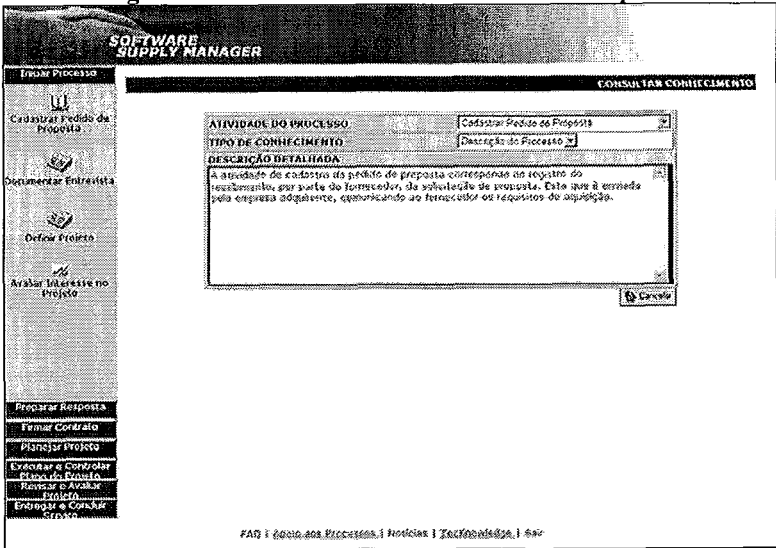 SOFTWARE
SUPPLY MANAGER
Iniciar Processo
CONSULTAR CONHECIMENTO
Cadastrar Pedido de
Proposta
Documentar Entrevista
Definir Projeto
Avaliar Interesse no
Projeto
ATIVIDADE DO PROCESSO
Cadastrar Pedido de Proposta
TIPO DE CONHECIMENTO
Descrição do Processo
DESCRIÇÃO DETALHADA
A atividade de cadastro do pedido de proposta corresponde ao registro do
recebimento, por parte do fornecedor, da solicitação de proposta. Esta que é enviada
pela empresa adquirente, comunicando ao fornecedor os requisitos de aquisição.
Cancela
Preparar Resposta
Firmar Contrato
Planejar Projeto
Executar e Controlar
Plano do Projeto
Revisar e Avaliar
Projeto
Entregar e Concluir
Serviço
FAQ | Apoio aos Processos | Notícias | | Sair